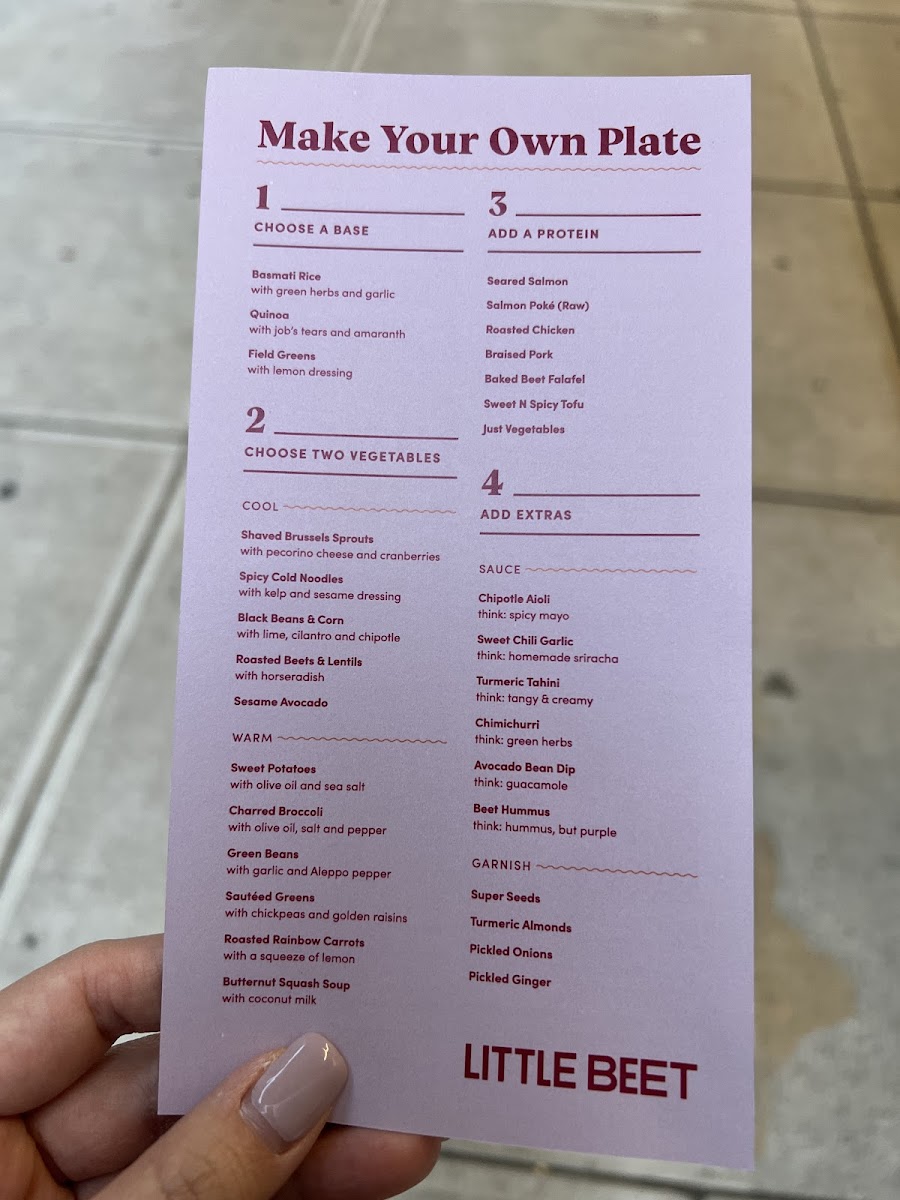 Make Your Own Plate
1
CHOOSE A BASE
Basmati Rice
with green herbs and garlic
Quinoa
with job's tears and amaranth
Field Greens
with lemon dressing
2
CHOOSE TWO VEGETABLES
COOL
Shaved Brussels Sprouts
with pecorino cheese and cranberries
Spicy Cold Noodles
with kelp and sesame dressing
Black Beans & Corn
with lime, cilantro and chipotle
Roasted Beets & Lentils
with horseradish
Sesame Avocado
WARM
Sweet Potatoes
with olive oil and sea salt
Charred Broccoli
with olive oil, salt and pepper
Green Beans
with garlic and Aleppo pepper
Sautéed Greens
with chickpeas and golden raisins
Roasted Rainbow Carrots
with a squeeze of lemon
Butternut Squash Soup
with coconut milk
3
ADD A PROTEIN
Seared Salmon
Salmon Poké (Raw)
Roasted Chicken
Braised Pork
Baked Beet Falafel
Sweet N Spicy Tofu
Just Vegetables
4
ADD EXTRAS
SAUCE
Chipotle Aioli
think: spicy mayo
Sweet Chili Garlic
think: homemade sriracha
Turmeric Tahini
think: tangy & creamy
Chimichurri
think: green herbs
Avocado Bean Dip
think: guacamole
Beet Hummus
think: hummus, but purple
GARNISH
Super Seeds
Turmeric Almonds
Pickled Onions
Pickled Ginger
LITTLE BEET